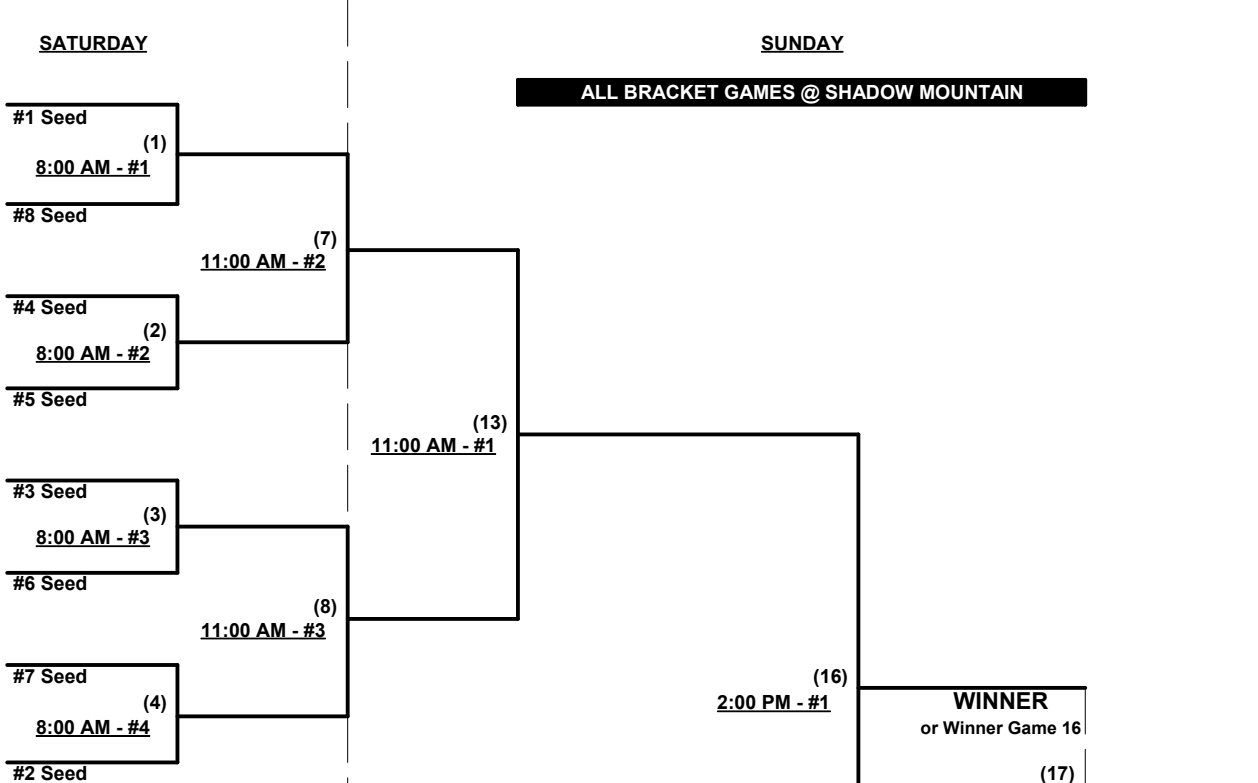 SATURDAY
SUNDAY
ALL BRACKET GAMES @ SHADOW MOUNTAIN
#1 Seed
(1)
8:00 AM - #1
#8 Seed
(7)
11:00 AM - #2
#4 Seed
(2)
8:00 AM - #2
#5 Seed
(13)
11:00 AM - #1
#3 Seed
(3)
8:00 AM - #3
#6 Seed
(8)
11:00 AM - #3
#7 Seed
(4)
8:00 AM - #4
#2 Seed
(16)
2:00 PM - #1
WINNER
or Winner Game 16
(17)